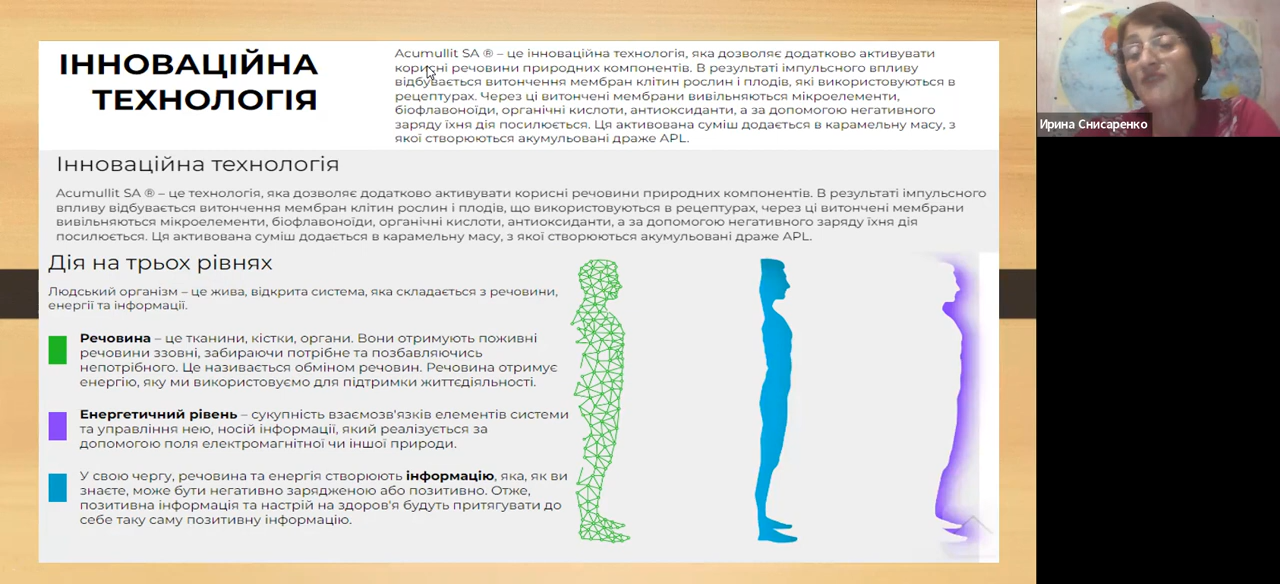 ІННОВАЦІЙНА
ТЕХНОЛОГІЯ
Acumullit SA ® – це інноваційна технологія, яка дозволяє додатково активувати
корисні речовини природних компонентів. В результаті імпульсного впливу
відбувається витончення мембран клітин рослин і плодів, які використовуються в
рецептурах. Через ці витончені мембрани вивільняються мікроелементи,
біофлавоноїди, органічні кислоти, антиоксиданти, а за допомогою негативного
заряду їхня дія посилюється. Ця активована суміш додається в карамельну масу, з
якої створюються акумульовані драже APL.
Інноваційна технологія
Acumullit SA ® – це технологія, яка дозволяє додатково активувати корисні речовини природних компонентів. В результаті імпульсного
впливу відбувається витончення мембран клітин рослин і плодів, що використовуються в рецептурах, через ці витончені мембрани
вивільняються мікроелементи, біофлавоноїди, органічні кислоти, антиоксиданти, а за допомогою негативного заряду їхня дія
посилюється. Ця активована суміш додається в карамельну масу, з якої створюються акумульовані драже APL.
Дія на трьох рівнях
Людський організм – це жива, відкрита система, яка складається з речовини,
енергії та інформації.
Речовина – це тканини, кістки, органи. Вони отримують поживні
речовини ззовні, забираючи потрібне та позбавляючись
непотрібного. Це називається обміном речовин. Речовина отримує
енергію, яку ми використовуємо для підтримки життєдіяльності.
Енергетичний рівень – сукупність взаємозв'язків елементів системи
та управління нею, носій інформації, який реалізується за
допомогою поля електромагнітної чи іншої природи.
У свою чергу, речовина та енергія створюють інформацію, яка, як ви
знаєте, може бути негативно зарядженою або позитивно. Отже,
позитивна інформація та настрій на здоров'я будуть притягувати до
себе таку саму позитивну інформацію.
Ирина Снисаренко